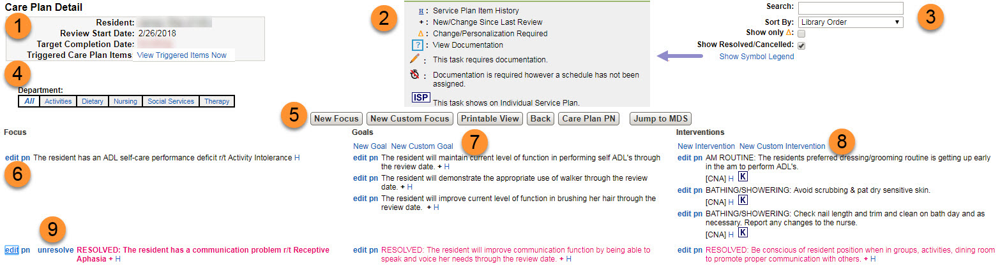 Care Plan Detail
1
Resident:
Review Start Date: 2/26/2018
Target Completion Date:
Triggered Care Plan Items View Triggered Items Now
2
H : Service Plan Item History
+ : New/Change Since Last Review
Δ : Change/Personalization Required
? : View Documentation
: This task requires documentation.
: Documentation is required however a schedule has not been
assigned.
ISP This task shows on Individual Service Plan.
Search:
Sort By: Library Order
Show only Δ:
Show Resolved/Cancelled:
Show Symbol Legend
3
4
Department:
All Activities Dietary Nursing Social Services Therapy
5
New Focus New Custom Focus Printable View Back Care Plan PN Jump to MDS
Focus
edit pn The resident has an ADL self-care performance deficit r/t Activity Intolerance H
6
Goals
New Goal New Custom Goal
7
edit pn The resident will maintain current level of function in performing self ADL's through
the review date. + H
edit pn The resident will demonstrate the appropriate use of walker through the review
date. + H
edit pn The resident will improve current level of function in brushing her hair through the
review date. + H
Interventions
New Intervention New Custom Intervention
8
edit pn AM ROUTINE: The residents preferred dressing/grooming routine is getting up early
in the am to perform ADL's.
[CNA] H K
edit pn BATHING/SHOWERING: Avoid scrubbing & pat dry sensitive skin.
[CNA] H K
edit pn BATHING/SHOWERING: Check nail length and trim and clean on bath day and as
necessary. Report any changes to the nurse.
[CNA] H K
9
edit pn unresolve RESOLVED: The resident has a communication problem r/t Receptive
Aphasia + H
edit pn RESOLVED: The resident will improve communication function by being able to
speak and voice her needs through the review date. + H
edit pn RESOLVED: Be conscious of resident position when in groups, activities, dining room
to promote proper communication with others. + H